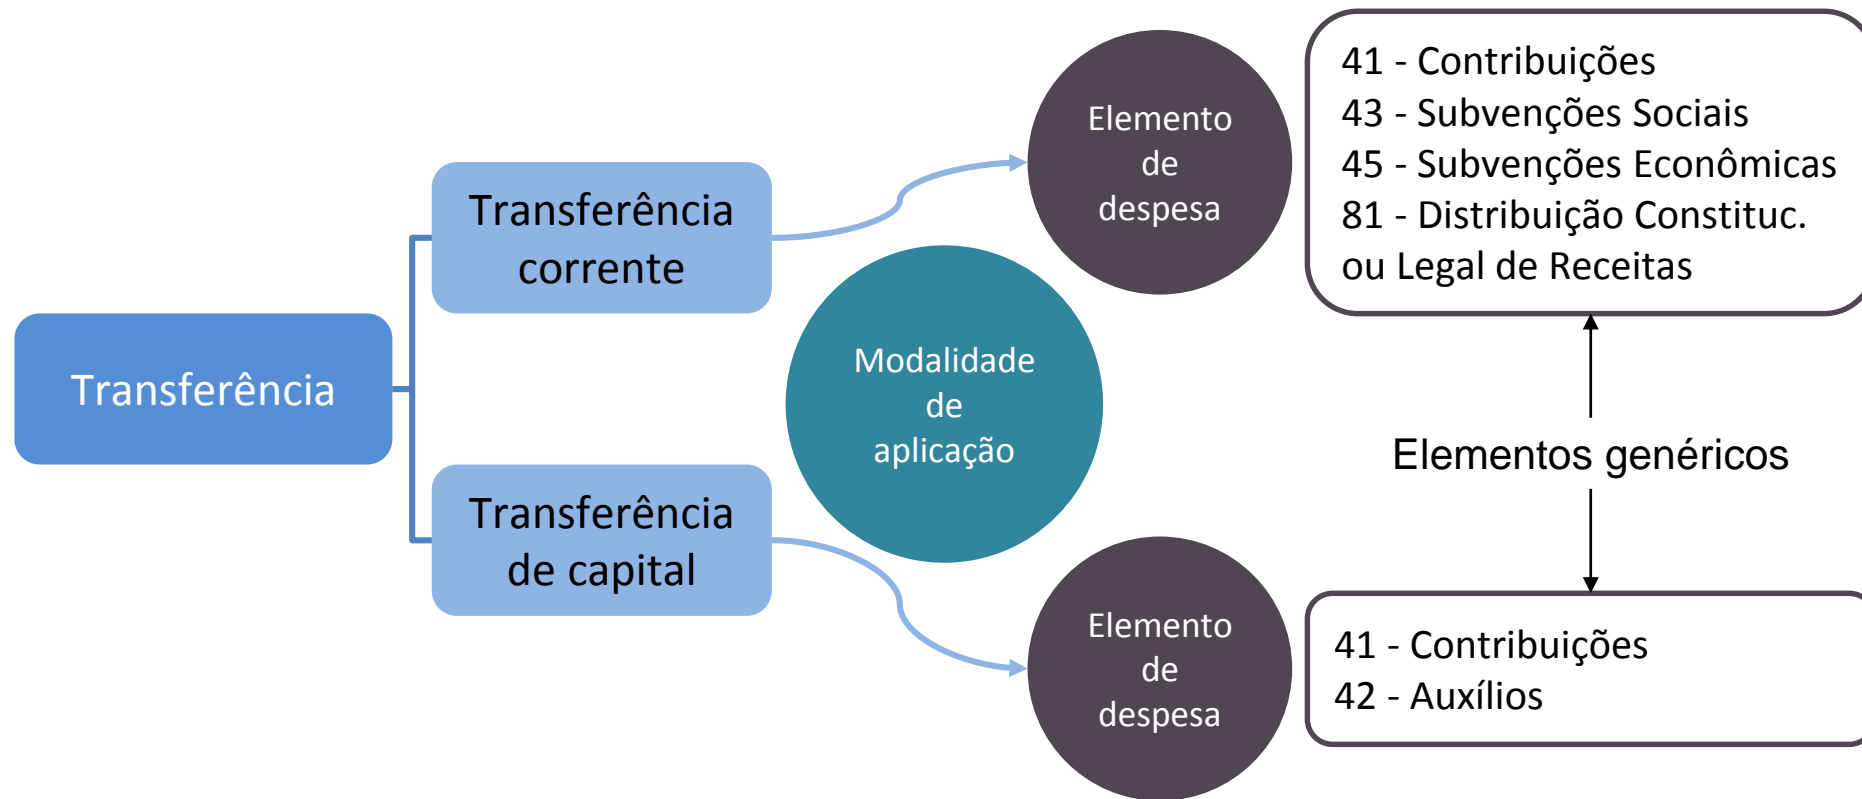 Transferência
Transferência
corrente
Transferência
de capital
Modalidade
de
aplicação
Elemento
de
despesa
41 - Contribuições
43 - Subvenções Sociais
45 - Subvenções Econômicas
81 - Distribuição Constituc.
ou Legal de Receitas
Elementos genéricos
Elemento
de
despesa
41 - Contribuições
42 - Auxílios